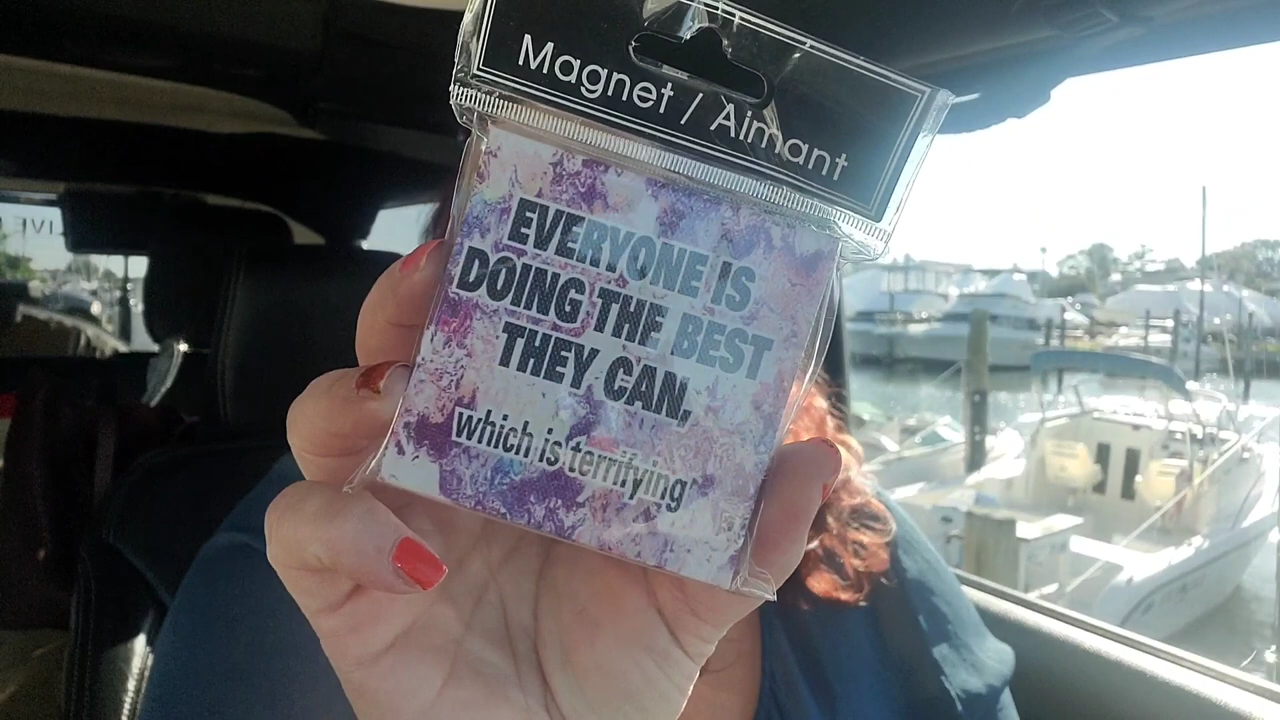 Magnet / Aimant
EVERYONE IS
DOING THE BEST
THEY CAN,
which is terrifying